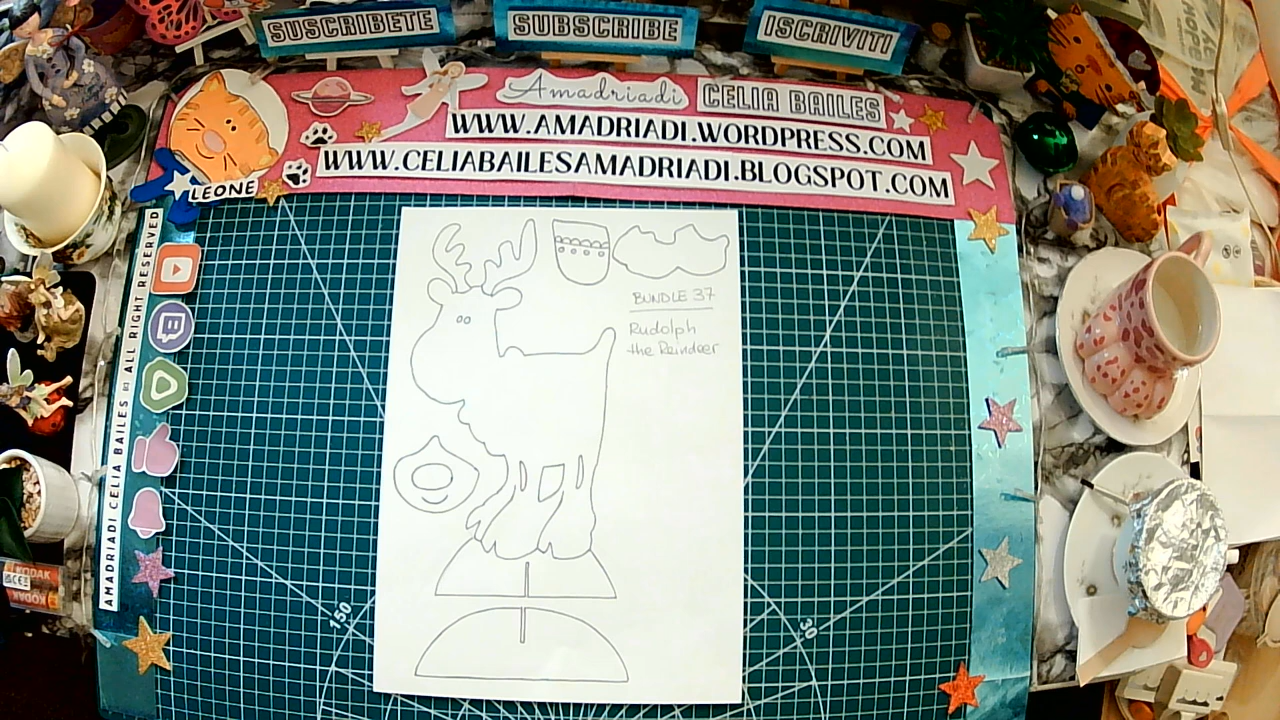 SUSCRIBETE
SUBSCRIBE
ISCRIVITI
Amadriadi CELIA BAILES
WWW.AMADRIADI.WORDPRESS.COM
WWW.CELIABAILESAMADRIADI.BLOGSPOT.COM
LEONE
AMADRIADI CELIA BAILES ALL RIGHT RESERVED
BUNDLE 37
Rudolph
the Reindeer
150
30
KODAK
KODAK